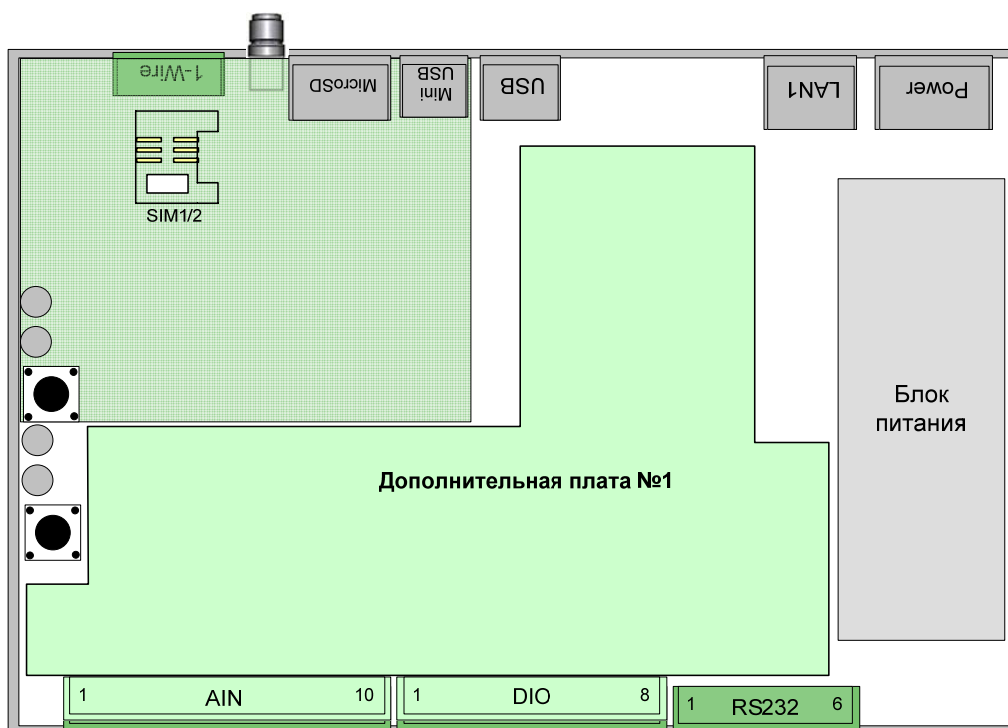 1-Wire
MicroSD
Mini
USB
USB
LAN1
Power
SIM1/2
Блок
питания
Дополнительная плата №1
1 AIN 10
1 DIO 8
1 RS232 6